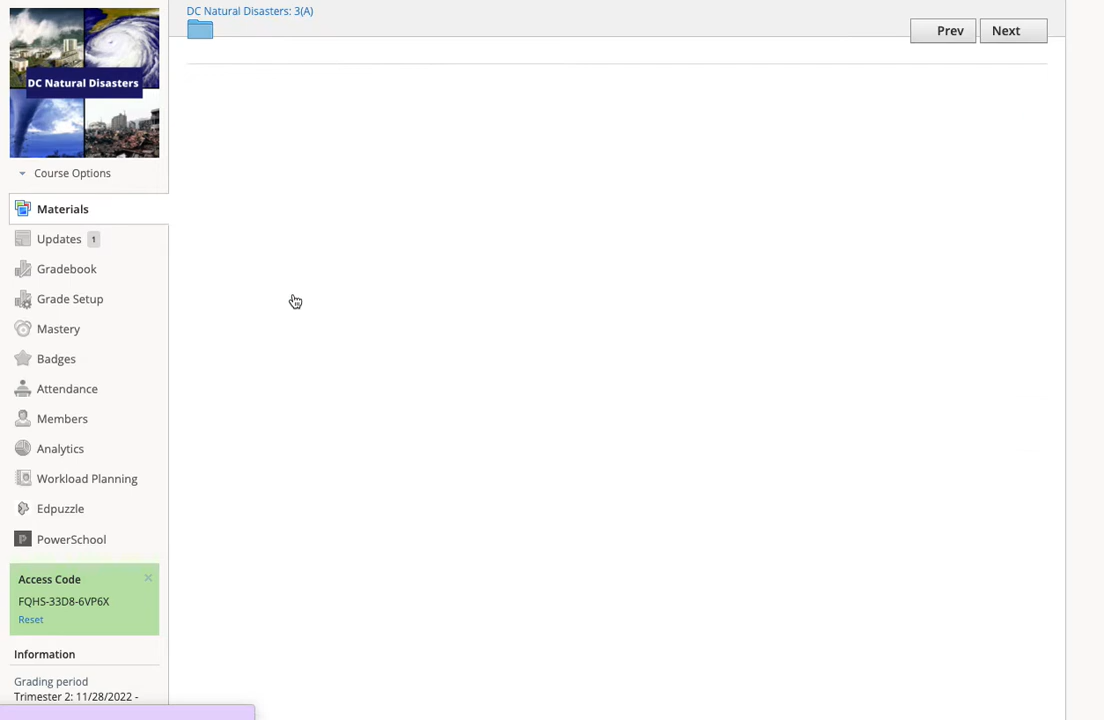 DC Natural Disasters: 3(A)
Prev Next
DC Natural Disasters
Course Options
Materials
Updates 1
Gradebook
Grade Setup
Mastery
Badges
Attendance
Members
Analytics
Workload Planning
Edpuzzle
P PowerSchool
Access Code ×
FQHS-33D8-6VP6X
Reset
Information
Grading period
Trimester 2: 11/28/2022 -